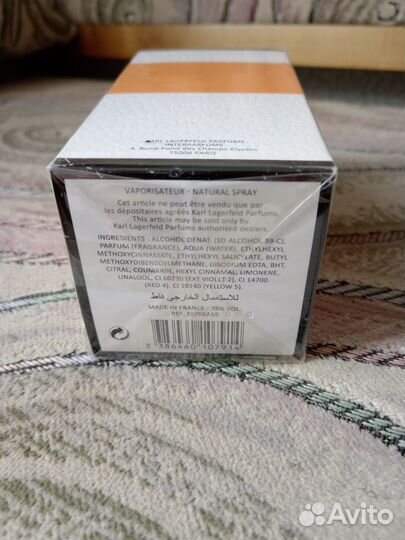 KARL LAGERFELD PARFUMS
INTERPARFUMS
4, Rond-Point des Champs-Elysées
75008 PARIS
VAPORISATEUR - NATURAL SPRAY
Cet article ne peut être vendu que par
les dépositaires agréés Karl Lagerfeld Parfums.
This article may be sold only by
Karl Lagerfeld Parfums authorized dealers.
INGREDIENTS : ALCOHOL DENAT. (SD ALCOHOL 39-C),
PARFUM (FRAGRANCE), AQUA (WATER), ETHYLHEXYL
METHOXYCINNAMATE, ETHYLHEXYL SALICYLATE, BUTYL
METHOXYDIBENZOYLMETHANE, DISODIUM EDTA, BHT,
CITRAL, COUMARIN, HEXYL CINNAMAL, LIMONENE,
LINALOOL, CI 60730 (EXT VIOLET 2), CI 14700
(RED 4), CI 19140 (YELLOW 5).
للاستعمال الخارجي فقط
MADE IN FRANCE - 78% VOL.
REF.
3 386460 107914
Avito